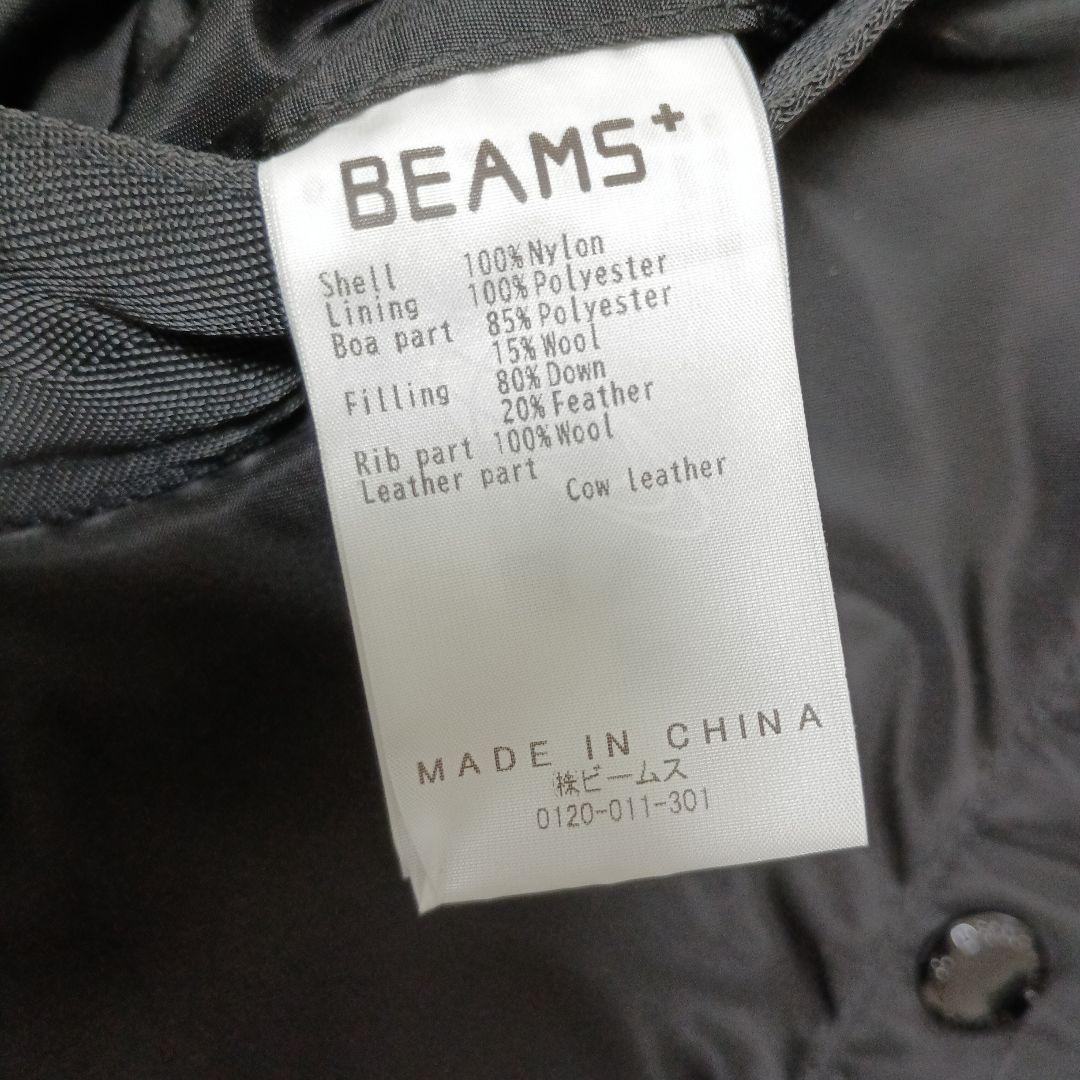 BEAMS+
Shell 100%Nylon
Lining 100%Polyester
Boa part 85%Polyester
15%Wool
Filling 80%Down
20%Feather
Rib part 100%Wool
Leather part Cow leather
MADE IN CHINA
㈱ビームス
0120-011-301